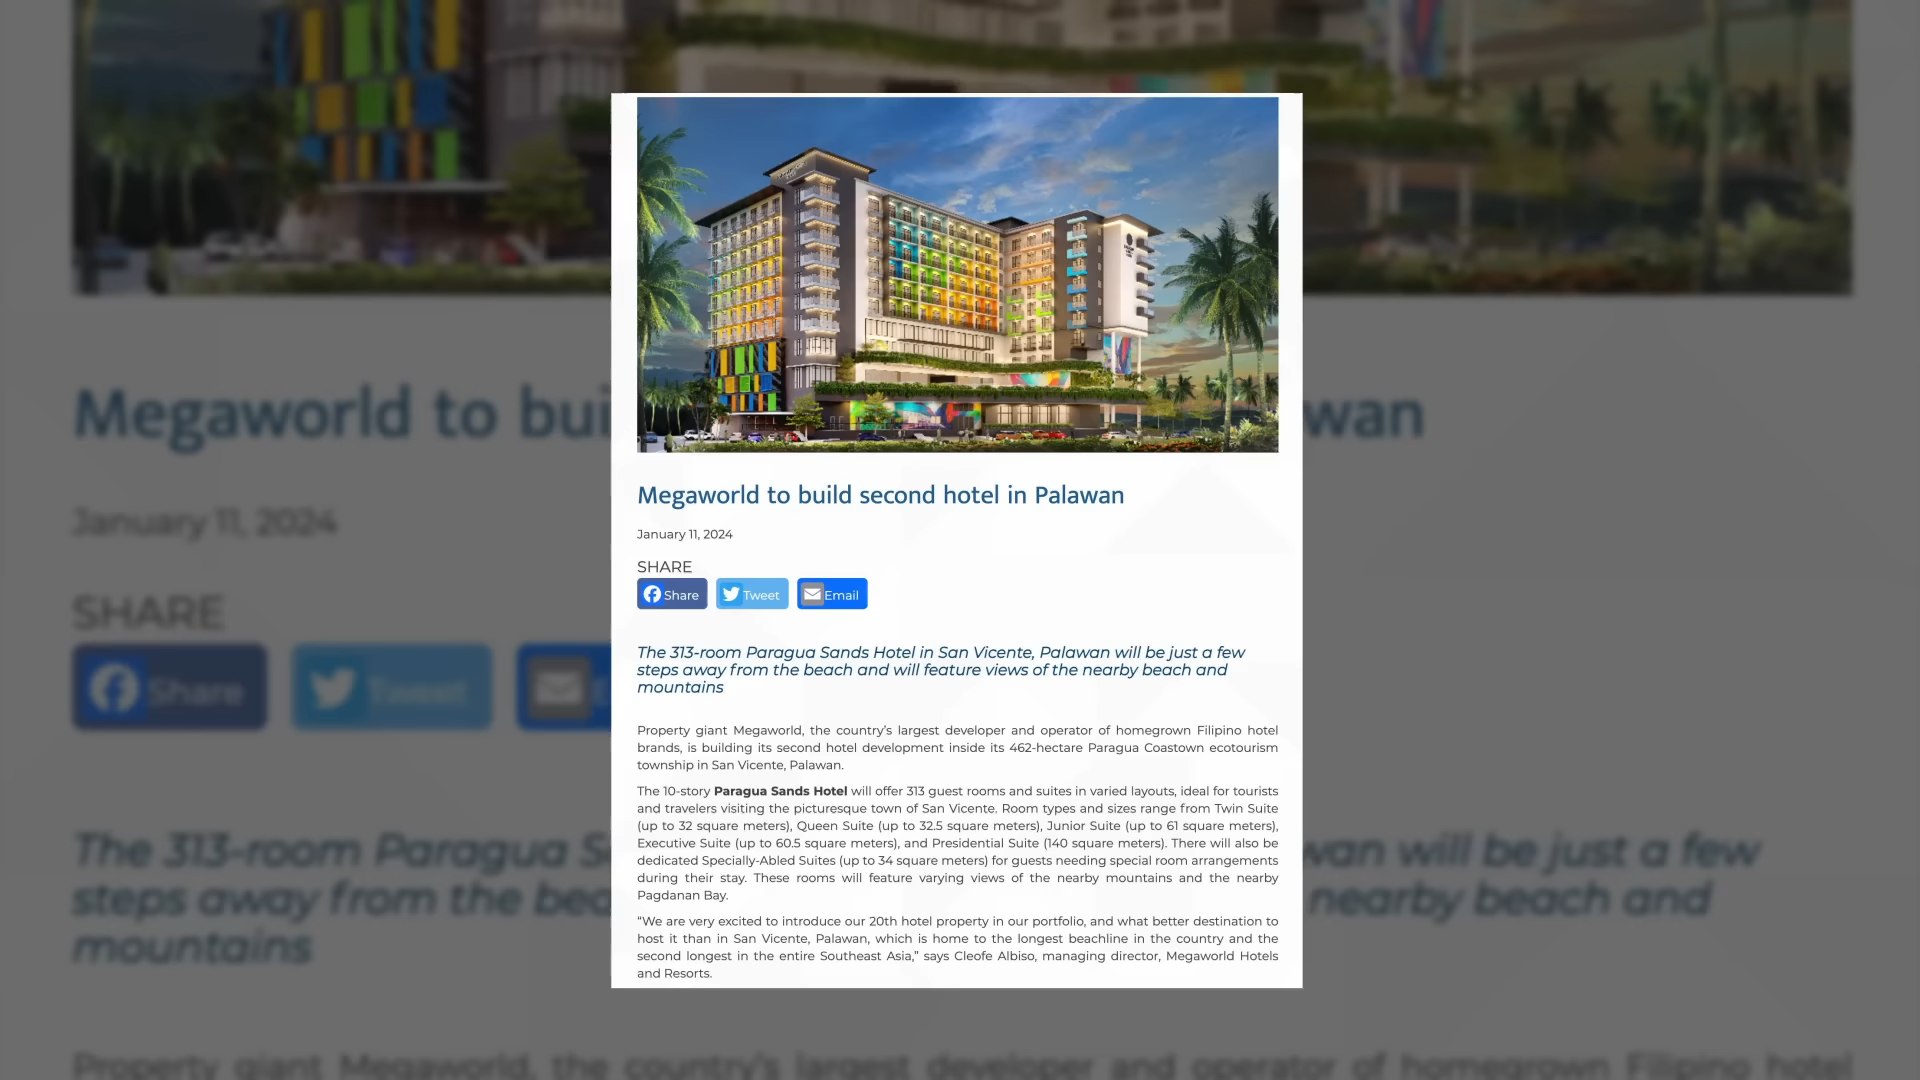 Megaworld to build second hotel in Palawan
January 11, 2024
SHARE
Share Tweet Email
The 313-room Paragua Sands Hotel in San Vicente, Palawan will be just a few
steps away from the beach and will feature views of the nearby beach and
mountains
Property giant Megaworld, the country’s largest developer and operator of homegrown Filipino hotel
brands, is building its second hotel development inside its 462-hectare Paragua Coastown ecotourism
township in San Vicente, Palawan.
The 10-story Paragua Sands Hotel will offer 313 guest rooms and suites in varied layouts, ideal for tourists
and travelers visiting the picturesque town of San Vicente. Room types and sizes range from Twin Suite
(up to 32 square meters), Queen Suite (up to 32.5 square meters), Junior Suite (up to 61 square meters),
Executive Suite (up to 60.5 square meters), and Presidential Suite (140 square meters). There will also be
dedicated Specially-Abled Suites (up to 34 square meters) for guests needing special room arrangements
during their stay. These rooms will feature varying views of the nearby mountains and the nearby
Pagdanan Bay.
“We are very excited to introduce our 20th hotel property in our portfolio, and what better destination to
host it than in San Vicente, Palawan, which is home to the longest beachline in the country and the
second longest in the entire Southeast Asia,” says Cleofe Albiso, managing director, Megaworld Hotels
and Resorts.